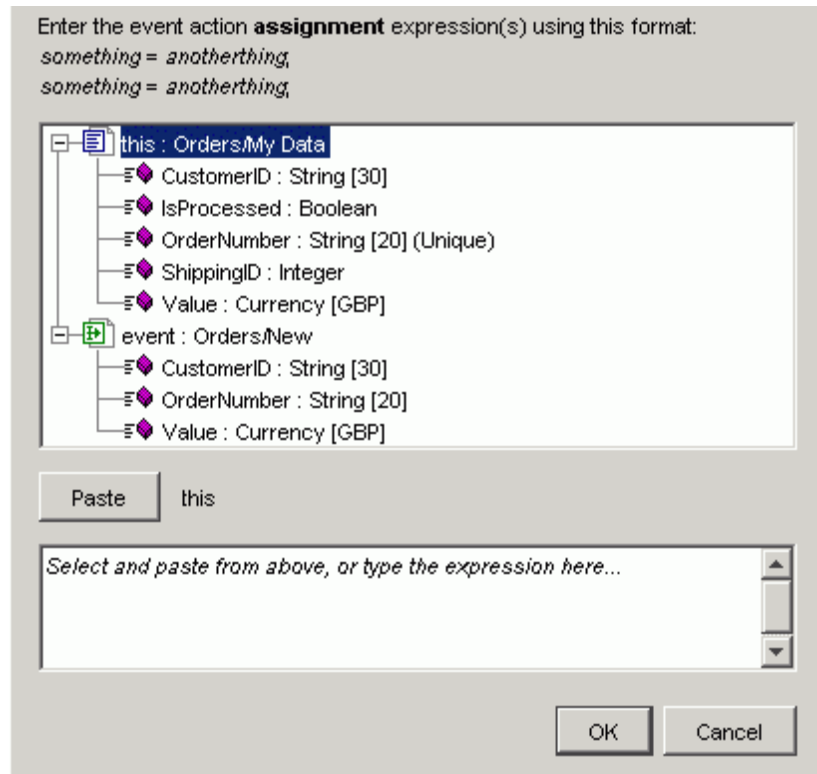 Enter the event action assignment expression(s) using this format:
something = anotherthing;
something = anotherthing;
this : Orders/My Data
CustomerID : String [30]
IsProcessed : Boolean
OrderNumber : String [20] (Unique)
ShippingID : Integer
Value : Currency [GBP]
event : Orders/New
CustomerID : String [30]
OrderNumber : String [20]
Value : Currency [GBP]
Paste this
Select and paste from above, or type the expression here...
OK Cancel